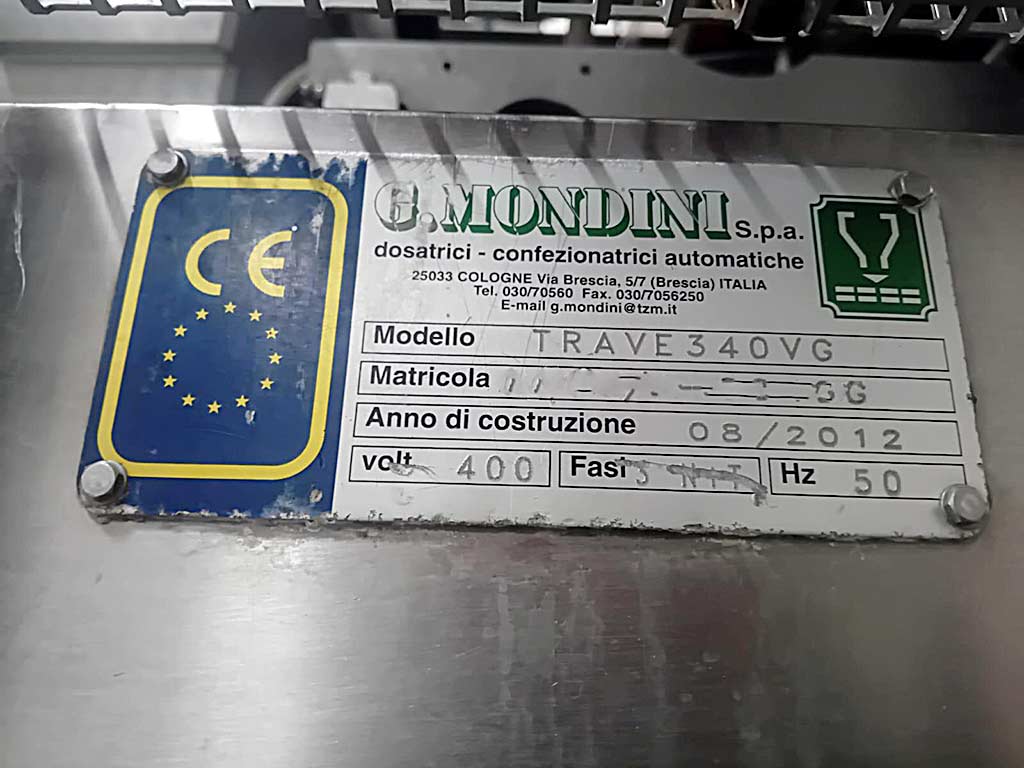 CE
G.MONDINI S.p.a.
dosatrici - confezionatrici automatiche
25033 COLOGNE Via Brescia, 5/7 (Brescia) ITALIA
Tel. 030/70560 Fax. 030/7056250
E-mail g.mondini@tzm.it
Modello TRAVE340VG
Matricola
Anno di costruzione 08/2012
volt 400 Fasi 3 Hz 50